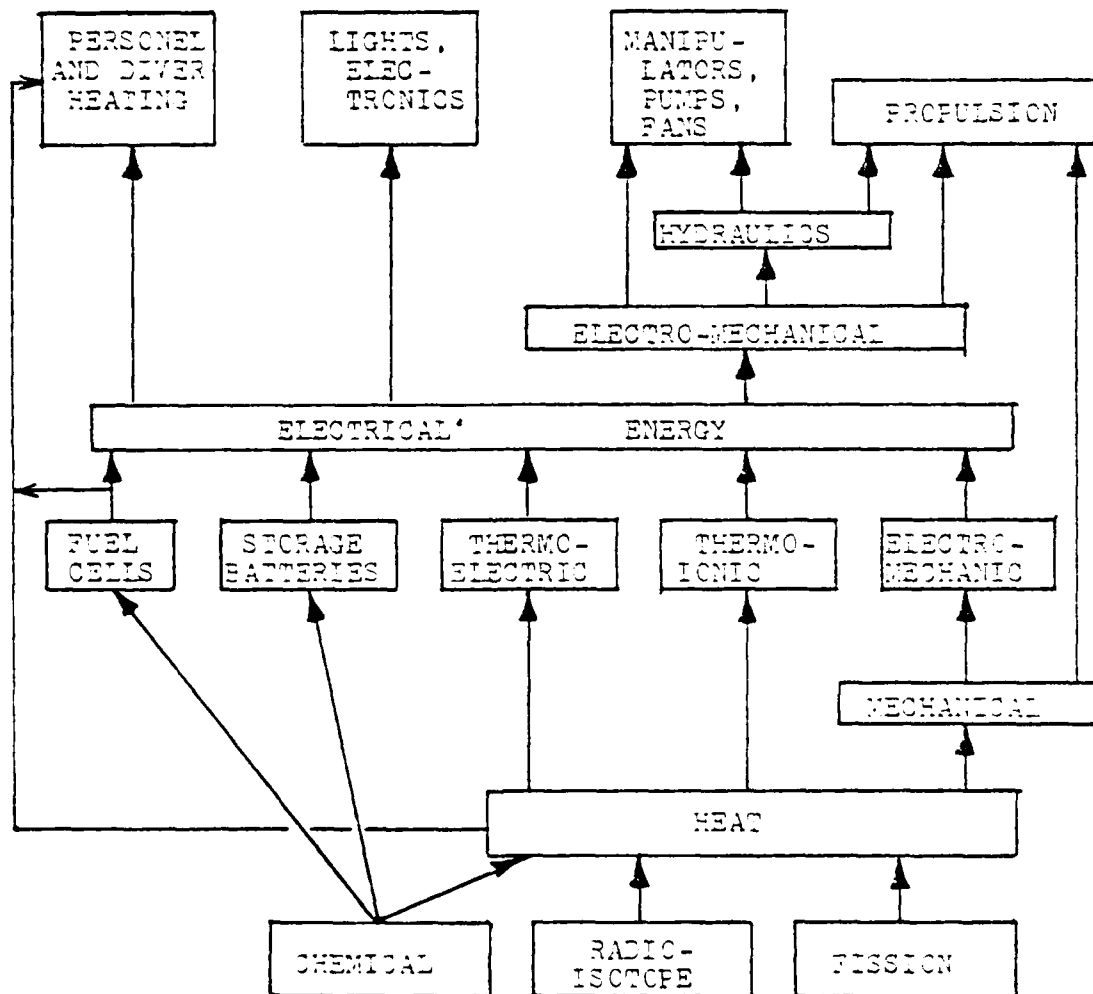 PERSONEL
AND DIVER
HEATING
LIGHTS,
ELEC-
TRONICS
MANIPU-
LATORS,
PUMPS,
FANS
PROPULSION
HYDRAULICS
ELECTRO-MECHANICAL
ELECTRICAL ENERGY
FUEL
CELLS
STORAGE
BATTERIES
THERMO-
ELECTRIC
THERMO-
IONIC
ELECTRO-
MECHANIC
MECHANICAL
HEAT
CHEMICAL
RADIO-
ISOTOPE
FISSION